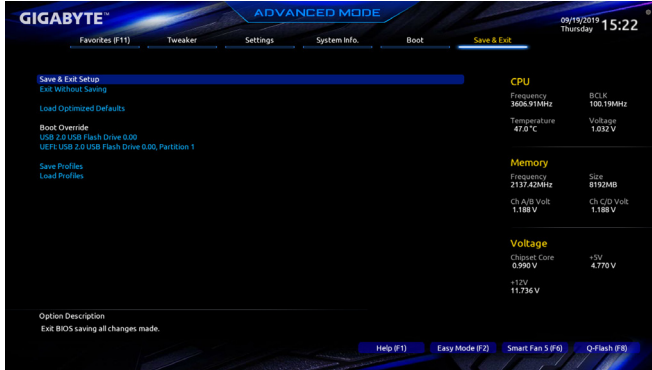 GIGABYTE™
ADVANCED MODE
09/19/2019 Thursday 15:22
Favorites (F11) Tweaker Settings System Info. Boot Save & Exit
Save & Exit Setup
Exit Without Saving
Load Optimized Defaults
Boot Override
USB 2.0 USB Flash Drive 0.00
UEFI: USB 2.0 USB Flash Drive 0.00, Partition 1
Save Profiles
Load Profiles
CPU
Frequency BCLK
3606.91MHz 100.19MHz
Temperature Voltage
47.0 °C 1.032 V
Memory
Frequency Size
2137.42MHz 8192MB
Ch A/B Volt Ch C/D Volt
1.188 V 1.188 V
Voltage
Chipset Core +5V
0.990 V 4.770 V
+12V
11.736 V
Option Description
Exit BIOS saving all changes made.
Help (F1) Easy Mode (F2) Smart Fan 5 (F6) Q-Flash (F8)